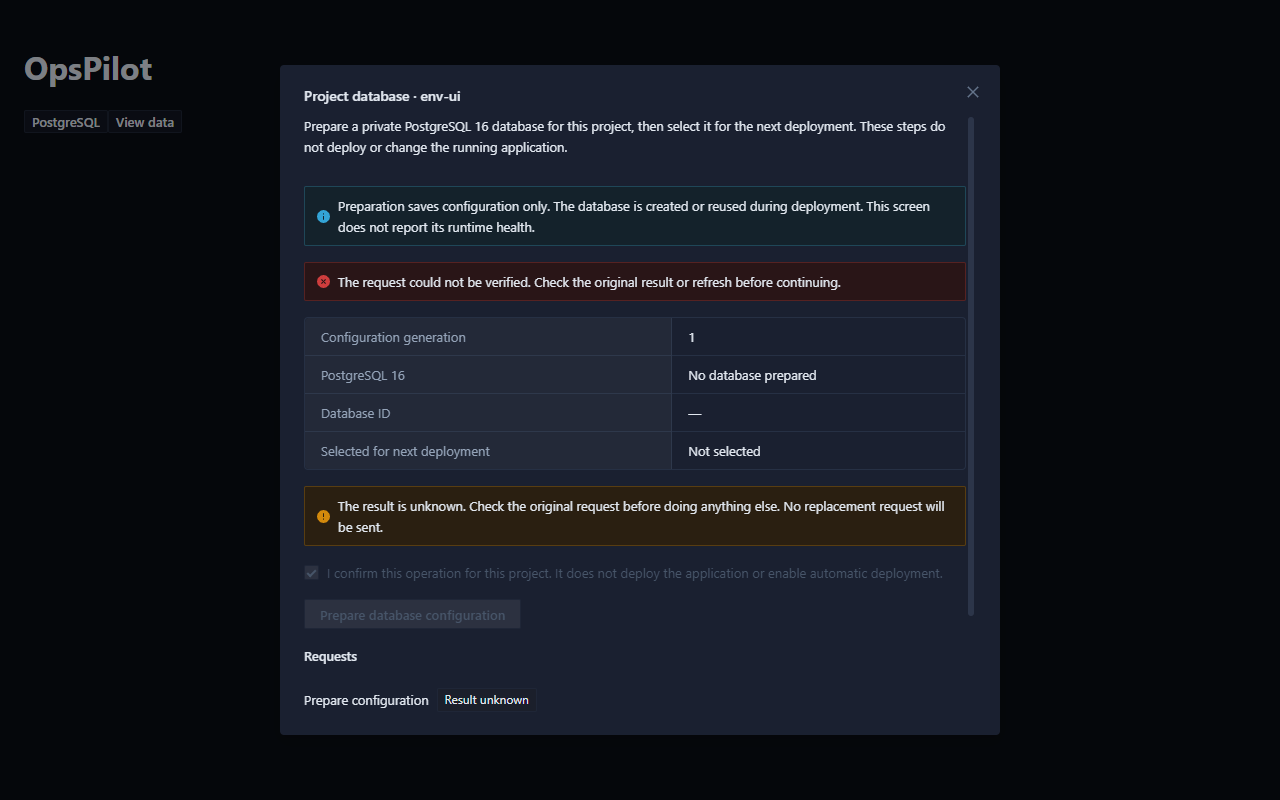 OpsPilot
PostgreSQL
View data
Project database · env-ui
Prepare a private PostgreSQL 16 database for this project, then select it for the next deployment. These steps do
not deploy or change the running application.
Preparation saves configuration only. The database is created or reused during deployment. This screen
does not report its runtime health.
The request could not be verified. Check the original result or refresh before continuing.
Configuration generation 1
PostgreSQL 16 No database prepared
Database ID —
Selected for next deployment Not selected
The result is unknown. Check the original request before doing anything else. No replacement request will
be sent.
I confirm this operation for this project. It does not deploy the application or enable automatic deployment.
Prepare database configuration
Requests
Prepare configuration Result unknown